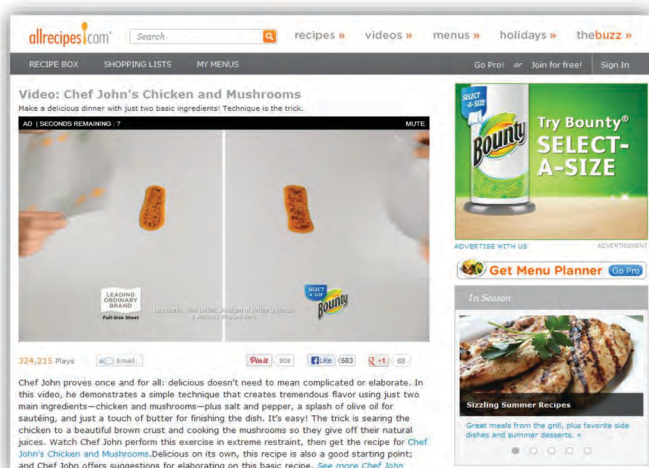 allrecipes.com
Search
recipes »
videos »
menus »
holidays »
thebuzz »
RECIPE BOX
SHOPPING LISTS
MY MENUS
Go Pro! or Join for free!
Sign In
Video: Chef John's Chicken and Mushrooms
Make a delicious dinner with just two basic ingredients! Technique is the trick.
AD | SECONDS REMAINING : 7
MUTE
LEADING
ORDINARY
BRAND
Full-Size Sheet
SELECT
A-SIZE
Bounty
324,215 Plays
Email
Pin it 908
Like 683
+1 68
Chef John proves once and for all: delicious doesn't need to mean complicated or elaborate. In
this video, he demonstrates a simple technique that creates tremendous flavor using just two
main ingredients—chicken and mushrooms—plus salt and pepper, a splash of olive oil for
sautéing, and just a touch of butter for finishing the dish. It's easy! The trick is searing the
chicken to a beautiful brown crust and cooking the mushrooms so they give off their natural
juices. Watch Chef John perform this exercise in extreme restraint, then get the recipe for Chef
John's Chicken and Mushrooms.Delicious on its own, this recipe is also a good starting point;
and Chef John offers suggestions for elaborating on this basic recipe. See more Chef John
SELECT
-A-SIZE
Bounty
Try Bounty®
SELECT-
A-SIZE
ADVERTISE WITH US
ADVERTISEMENT
Get Menu Planner Go Pro
In Season
Sizzling Summer Recipes
Great meals from the grill, plus favorite side
dishes and summer desserts. »